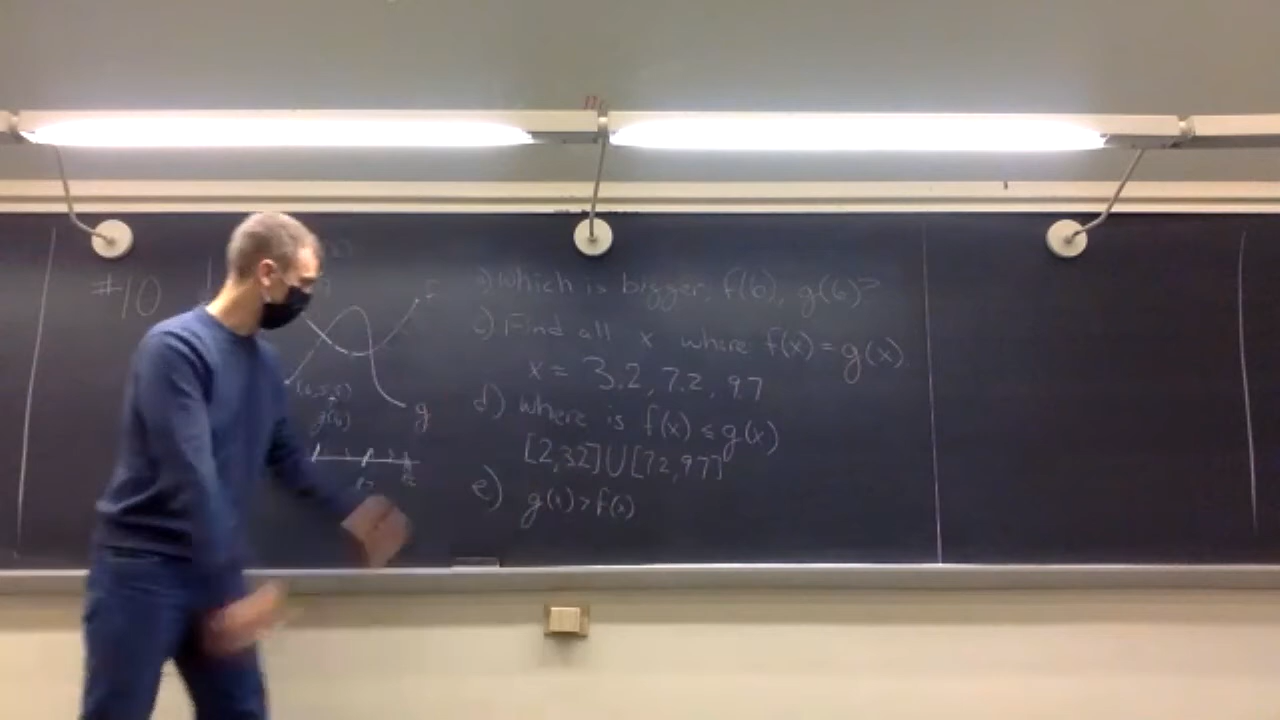 #10
f
g
g(6)
) Which is bigger, f(6), g(6)?
c) Find all x where f(x) = g(x).
x = 3.2, 7.2, 9.7
d) where is f(x) ≤ g(x)
[2,3.2]∪[7.2,9.7]
e) g(x) > f(x)